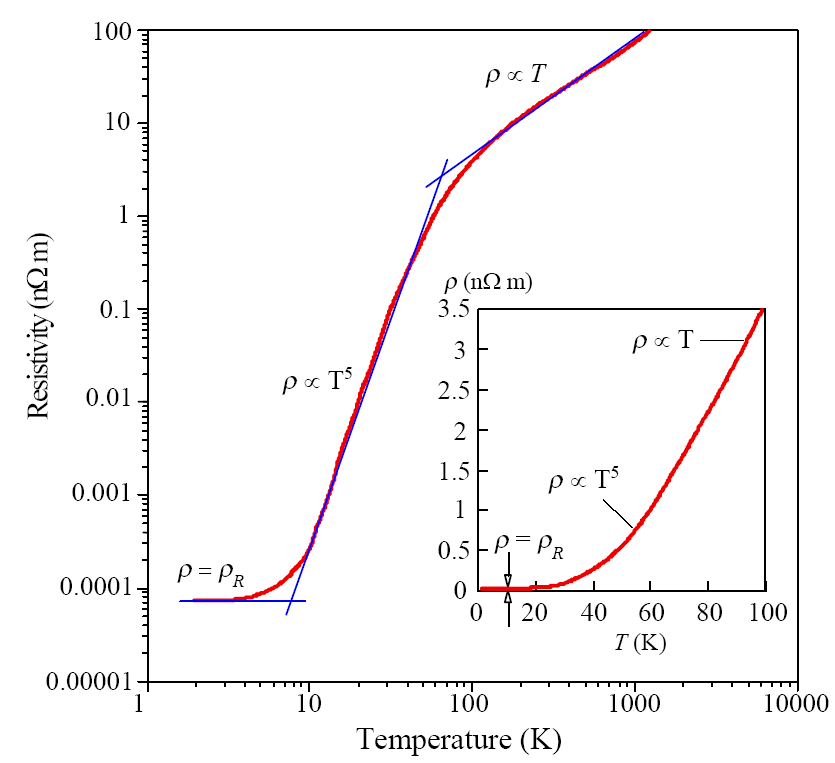 100
10
1
0.1
0.01
0.001
0.0001
0.00001
Resistivity (nΩ m)
ρ ∝ T
ρ ∝ T⁵
ρ = ρR
1
10
100
1000
10000
Temperature (K)
ρ (nΩ m)
3.5
3
2.5
2
1.5
1
0.5
0
ρ ∝ T
ρ ∝ T⁵
ρ = ρR
0
20
40
60
80
100
T (K)